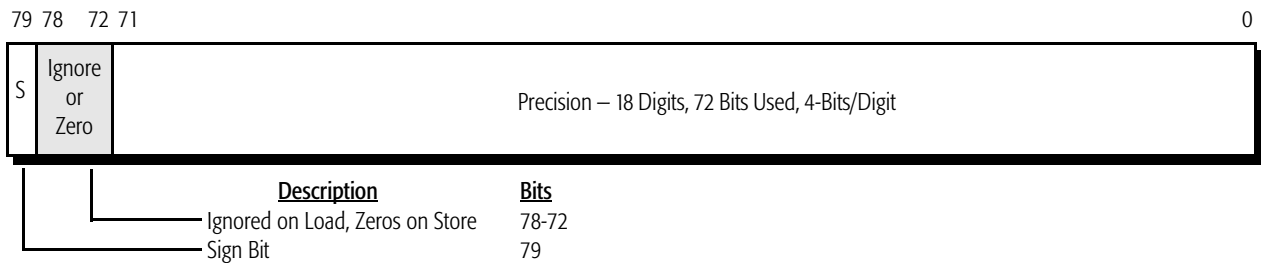 79 78 72 71 0
S
Ignore
or
Zero
Precision — 18 Digits, 72 Bits Used, 4-Bits/Digit
Description Bits
Ignored on Load, Zeros on Store 78-72
Sign Bit 79